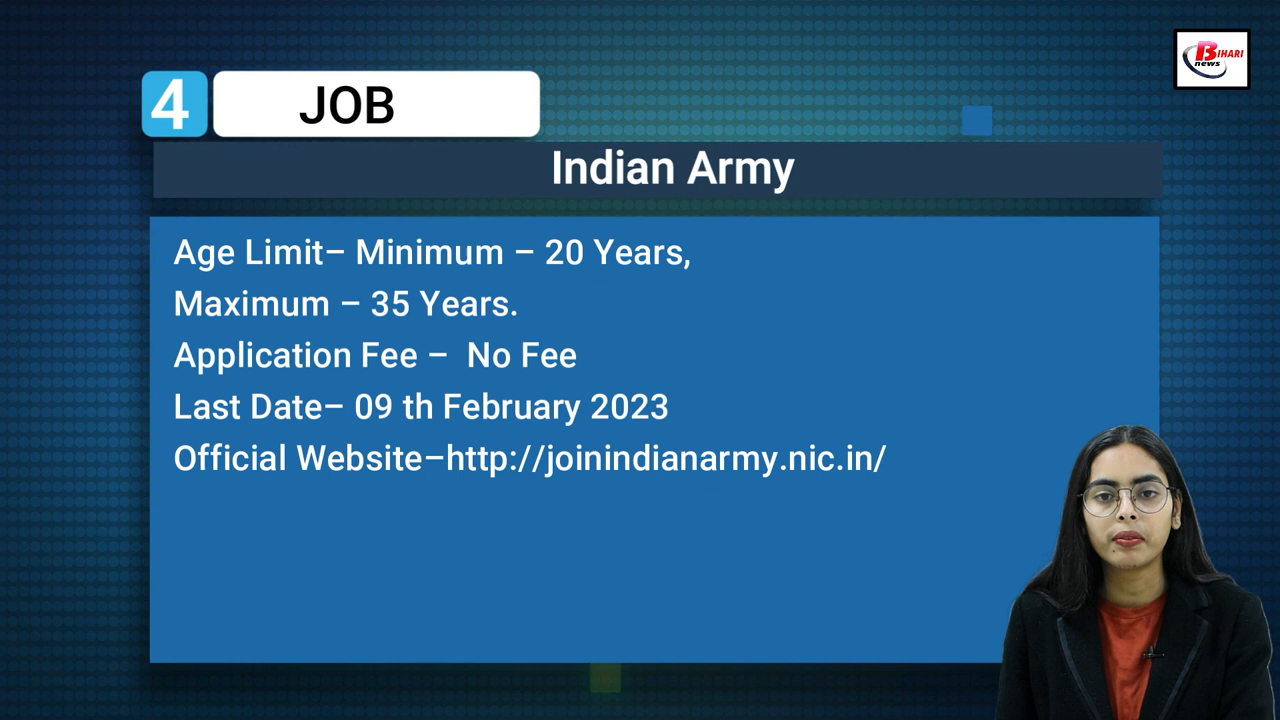 BIHARI
news
4 JOB
Indian Army
Age Limit– Minimum – 20 Years,
Maximum – 35 Years.
Application Fee – No Fee
Last Date– 09 th February 2023
Official Website–http://joinindianarmy.nic.in/